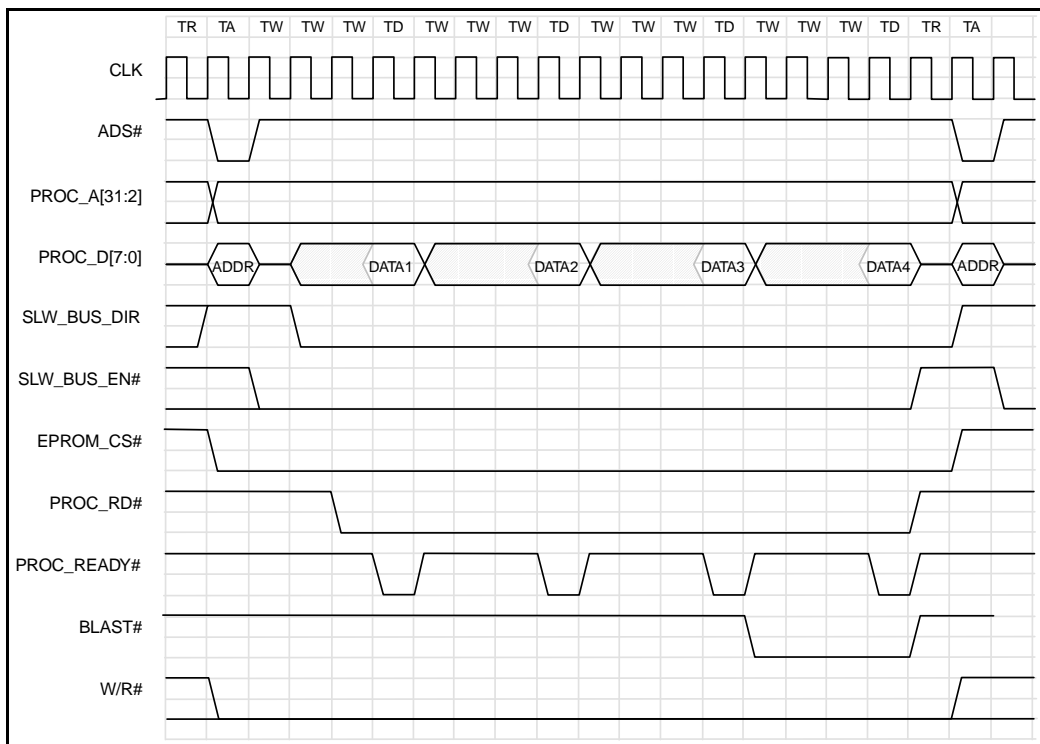 TR TA TW TW TW TD TW TW TW TD TW TW TW TD TW TW TW TD TR TA
CLK
ADS#
PROC_A[31:2]
PROC_D[7:0]
ADDR DATA1 DATA2 DATA3 DATA4 ADDR
SLW_BUS_DIR
SLW_BUS_EN#
EPROM_CS#
PROC_RD#
PROC_READY#
BLAST#
W/R#